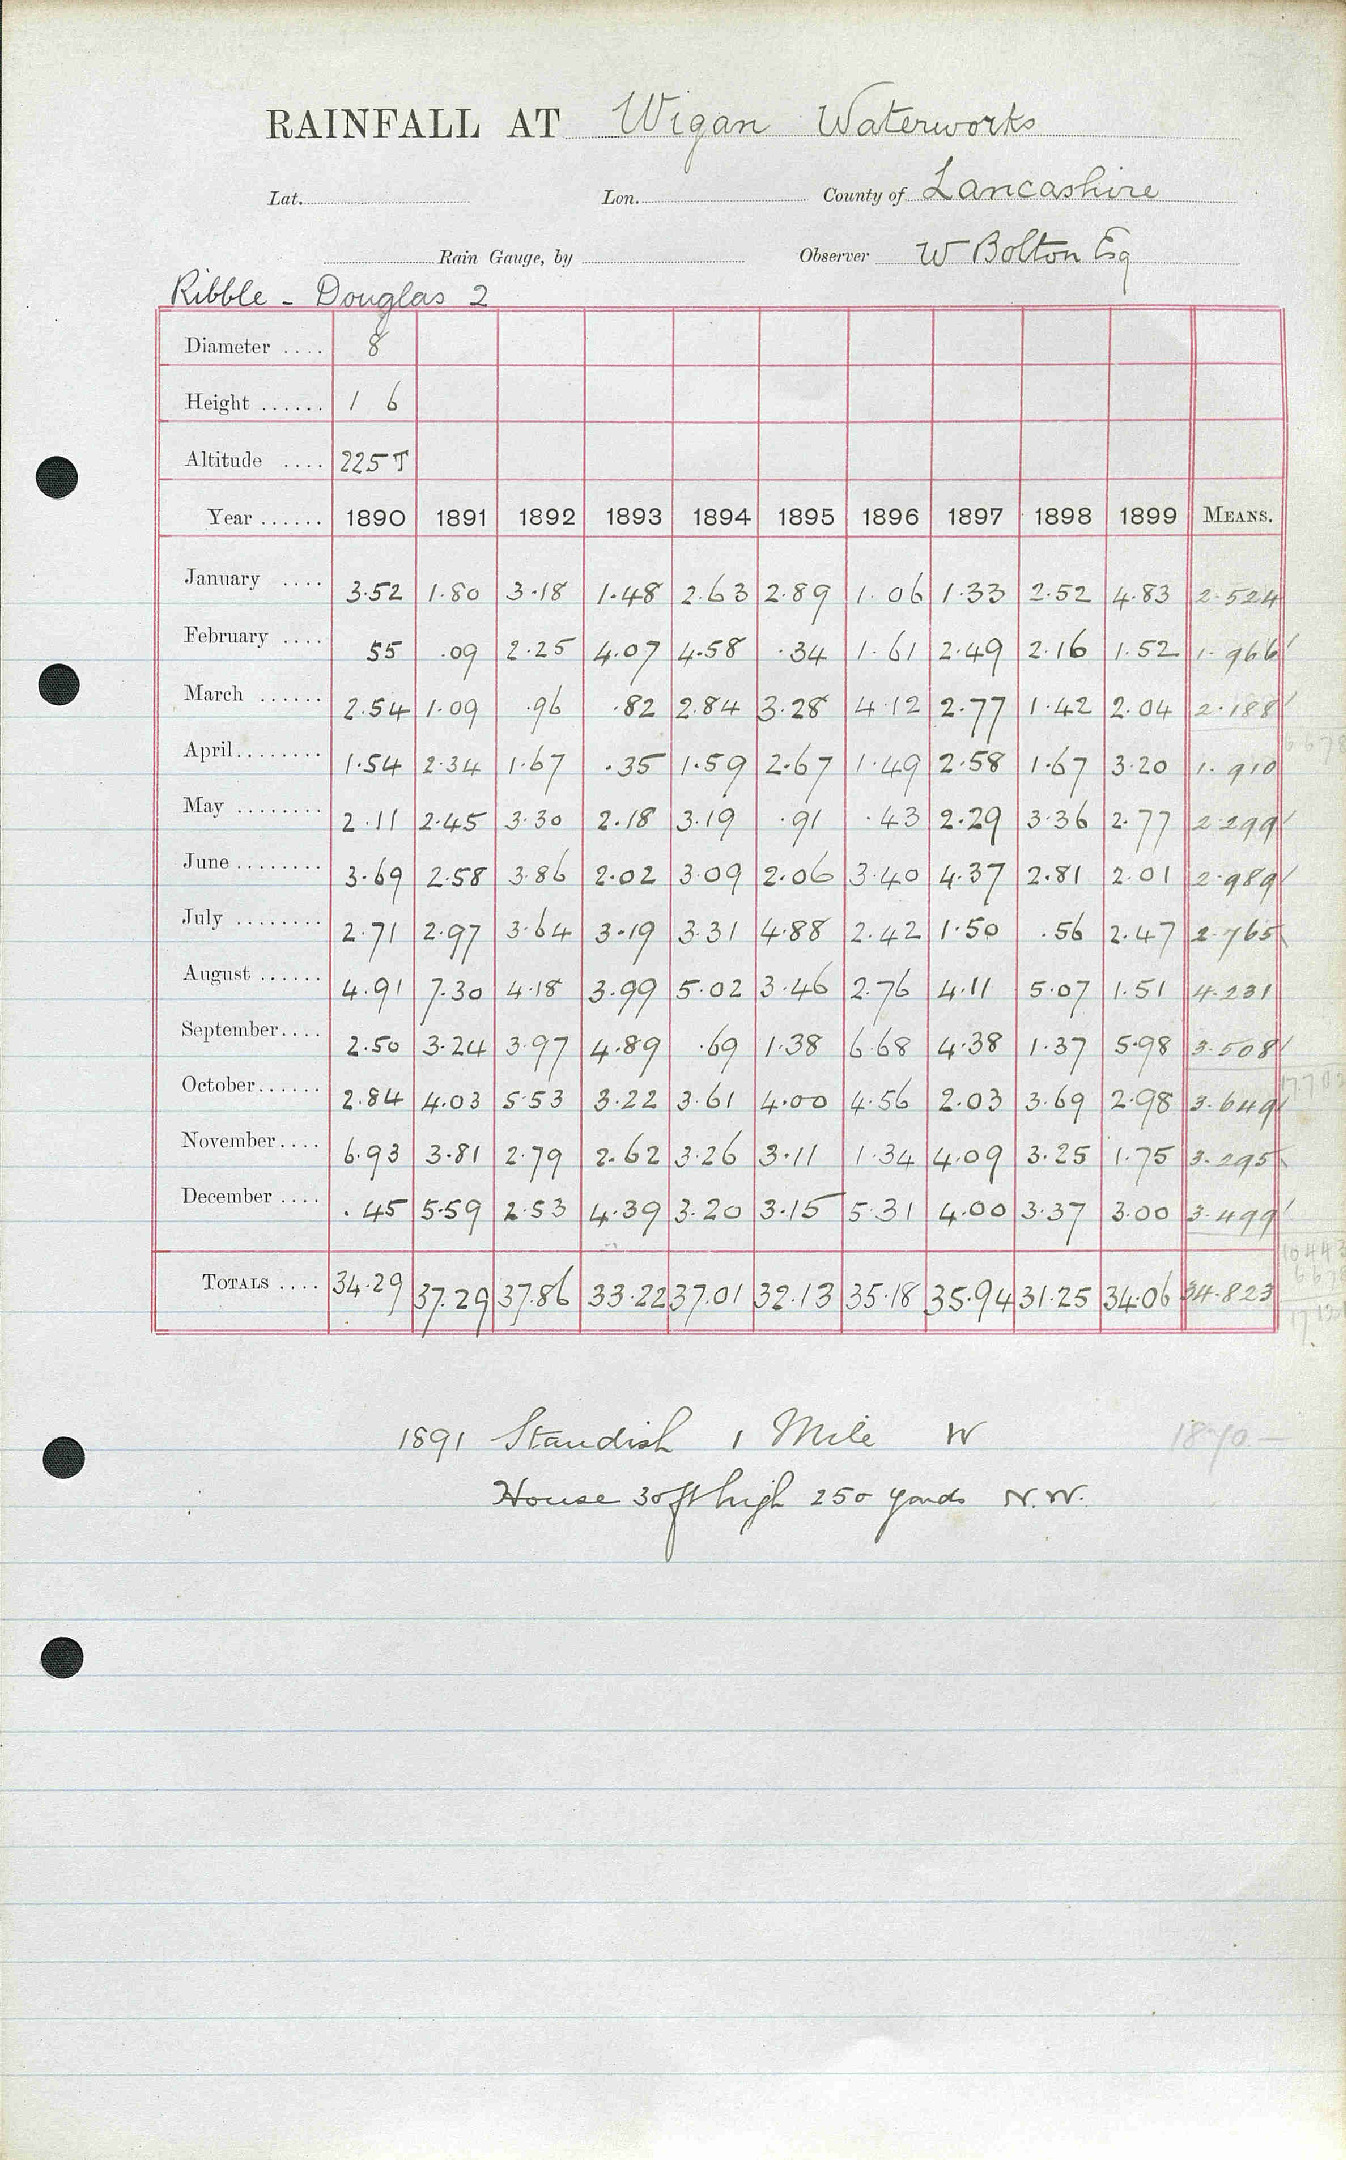 RAINFALL AT Wigan Waterworks
Lat. Lon. County of Lancashire
Rain Gauge, by Observer W Bolton Esq
Ribble - Douglas 2
Diameter .... 8
Height ...... 1 6
Altitude .... 225 T
Year ...... 1890 1891 1892 1893 1894 1895 1896 1897 1898 1899 MEANS.
January .... 3.52 1.80 3.18 1.48 2.63 2.89 1.06 1.33 2.52 4.83 2.524
February .... 55 .09 2.25 4.07 4.58 .34 1.61 2.49 2.16 1.52 1.966
March ...... 2.54 1.09 .96 .82 2.84 3.28 4.12 2.77 1.42 2.04 2.188
April........ 1.54 2.34 1.67 .35 1.59 2.67 1.49 2.58 1.67 3.20 1.910
May ........ 2.11 2.45 3.30 2.18 3.19 .91 .43 2.29 3.36 2.77 2.299
June ........ 3.69 2.58 3.86 2.02 3.09 2.06 3.40 4.37 2.81 2.01 2.989
July ........ 2.71 2.97 3.64 3.19 3.31 4.88 2.42 1.50 .56 2.47 2.765
August ...... 4.91 7.30 4.18 3.99 5.02 3.46 2.76 4.11 5.07 1.51 4.231
September.... 2.50 3.24 3.97 4.89 .69 1.38 6.68 4.38 1.37 5.98 3.508
October...... 2.84 4.03 5.53 3.22 3.61 4.00 4.56 2.03 3.69 2.98 3.649
November.... 6.93 3.81 2.79 2.62 3.26 3.11 1.34 4.09 3.25 1.75 3.295
December .... .45 5.59 2.53 4.39 3.20 3.15 5.31 4.00 3.37 3.00 3.499
TOTALS .... 34.29 37.29 37.86 33.22 37.01 32.13 35.18 35.94 31.25 34.06 34.823
1891 Standish 1 Mile W 1870 -
House 30 ft high 250 yards N.W.